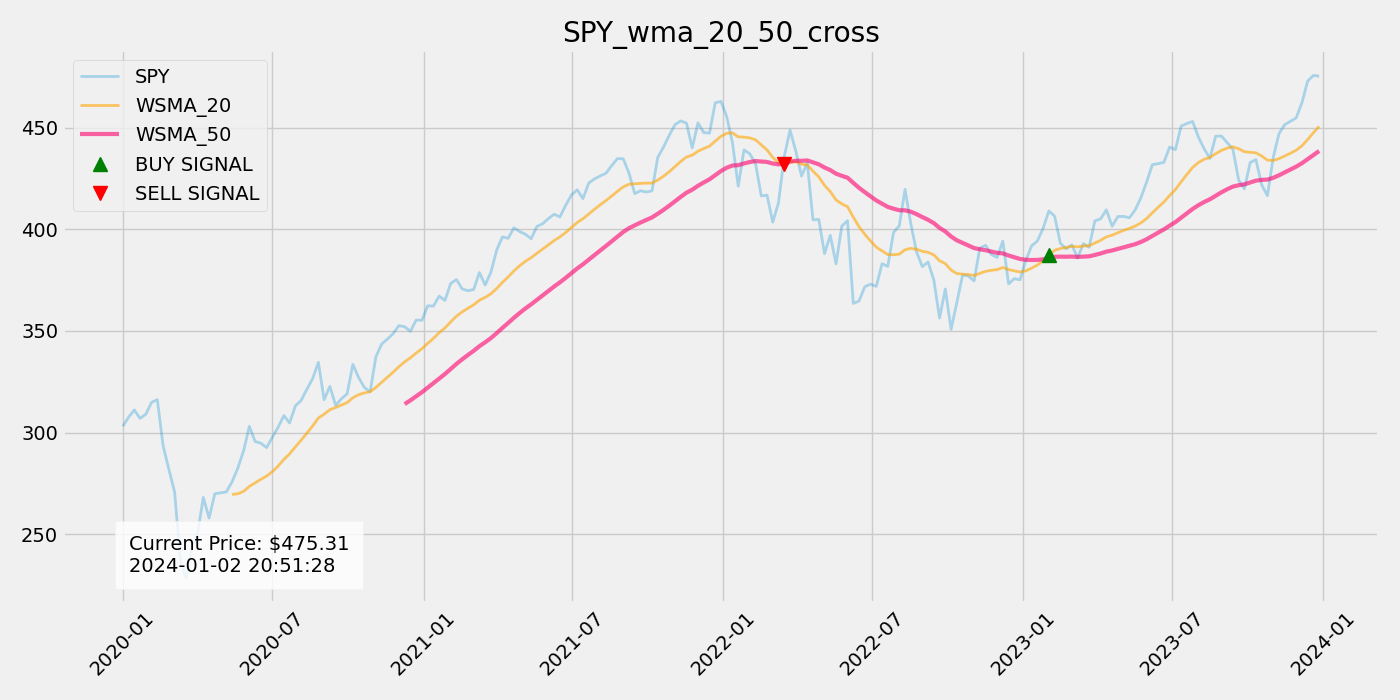 SPY_wma_20_50_cross
SPY
WSMA_20
WSMA_50
BUY SIGNAL
SELL SIGNAL
450
400
350
300
250
Current Price: $475.31
2024-01-02 20:51:28
2020-01
2020-07
2021-01
2021-07
2022-01
2022-07
2023-01
2023-07
2024-01